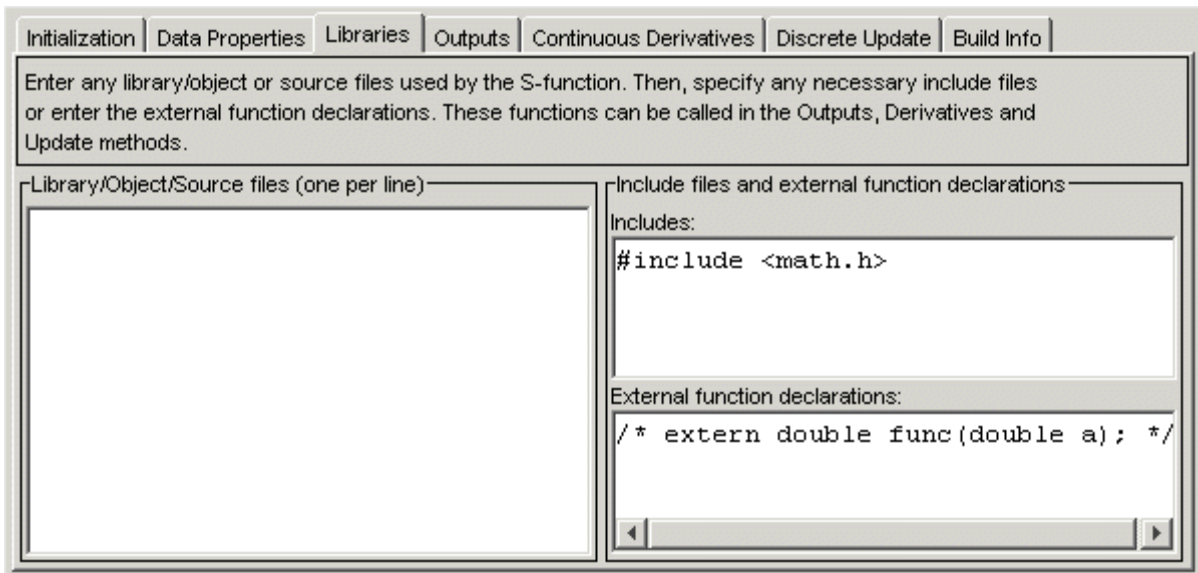 Initialization Data Properties Libraries Outputs Continuous Derivatives Discrete Update Build Info
Enter any library/object or source files used by the S-function. Then, specify any necessary include files
or enter the external function declarations. These functions can be called in the Outputs, Derivatives and
Update methods.
Library/Object/Source files (one per line)
Include files and external function declarations
Includes:
#include <math.h>
External function declarations:
/* extern double func(double a); */